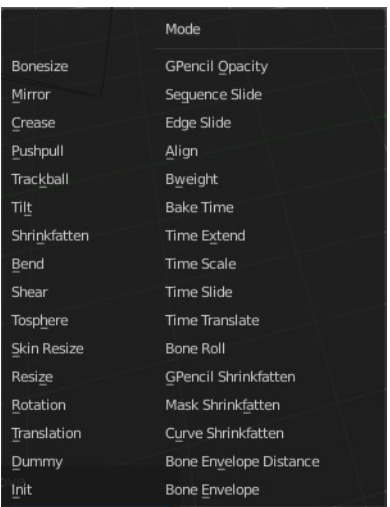 Mode
Bonesize GPencil Opacity
Mirror Sequence Slide
Crease Edge Slide
Pushpull Align
Trackball Bweight
Tilt Bake Time
Shrinkfatten Time Extend
Bend Time Scale
Shear Time Slide
Tosphere Time Translate
Skin Resize Bone Roll
Resize GPencil Shrinkfatten
Rotation Mask Shrinkfatten
Translation Curve Shrinkfatten
Dummy Bone Envelope Distance
Init Bone Envelope